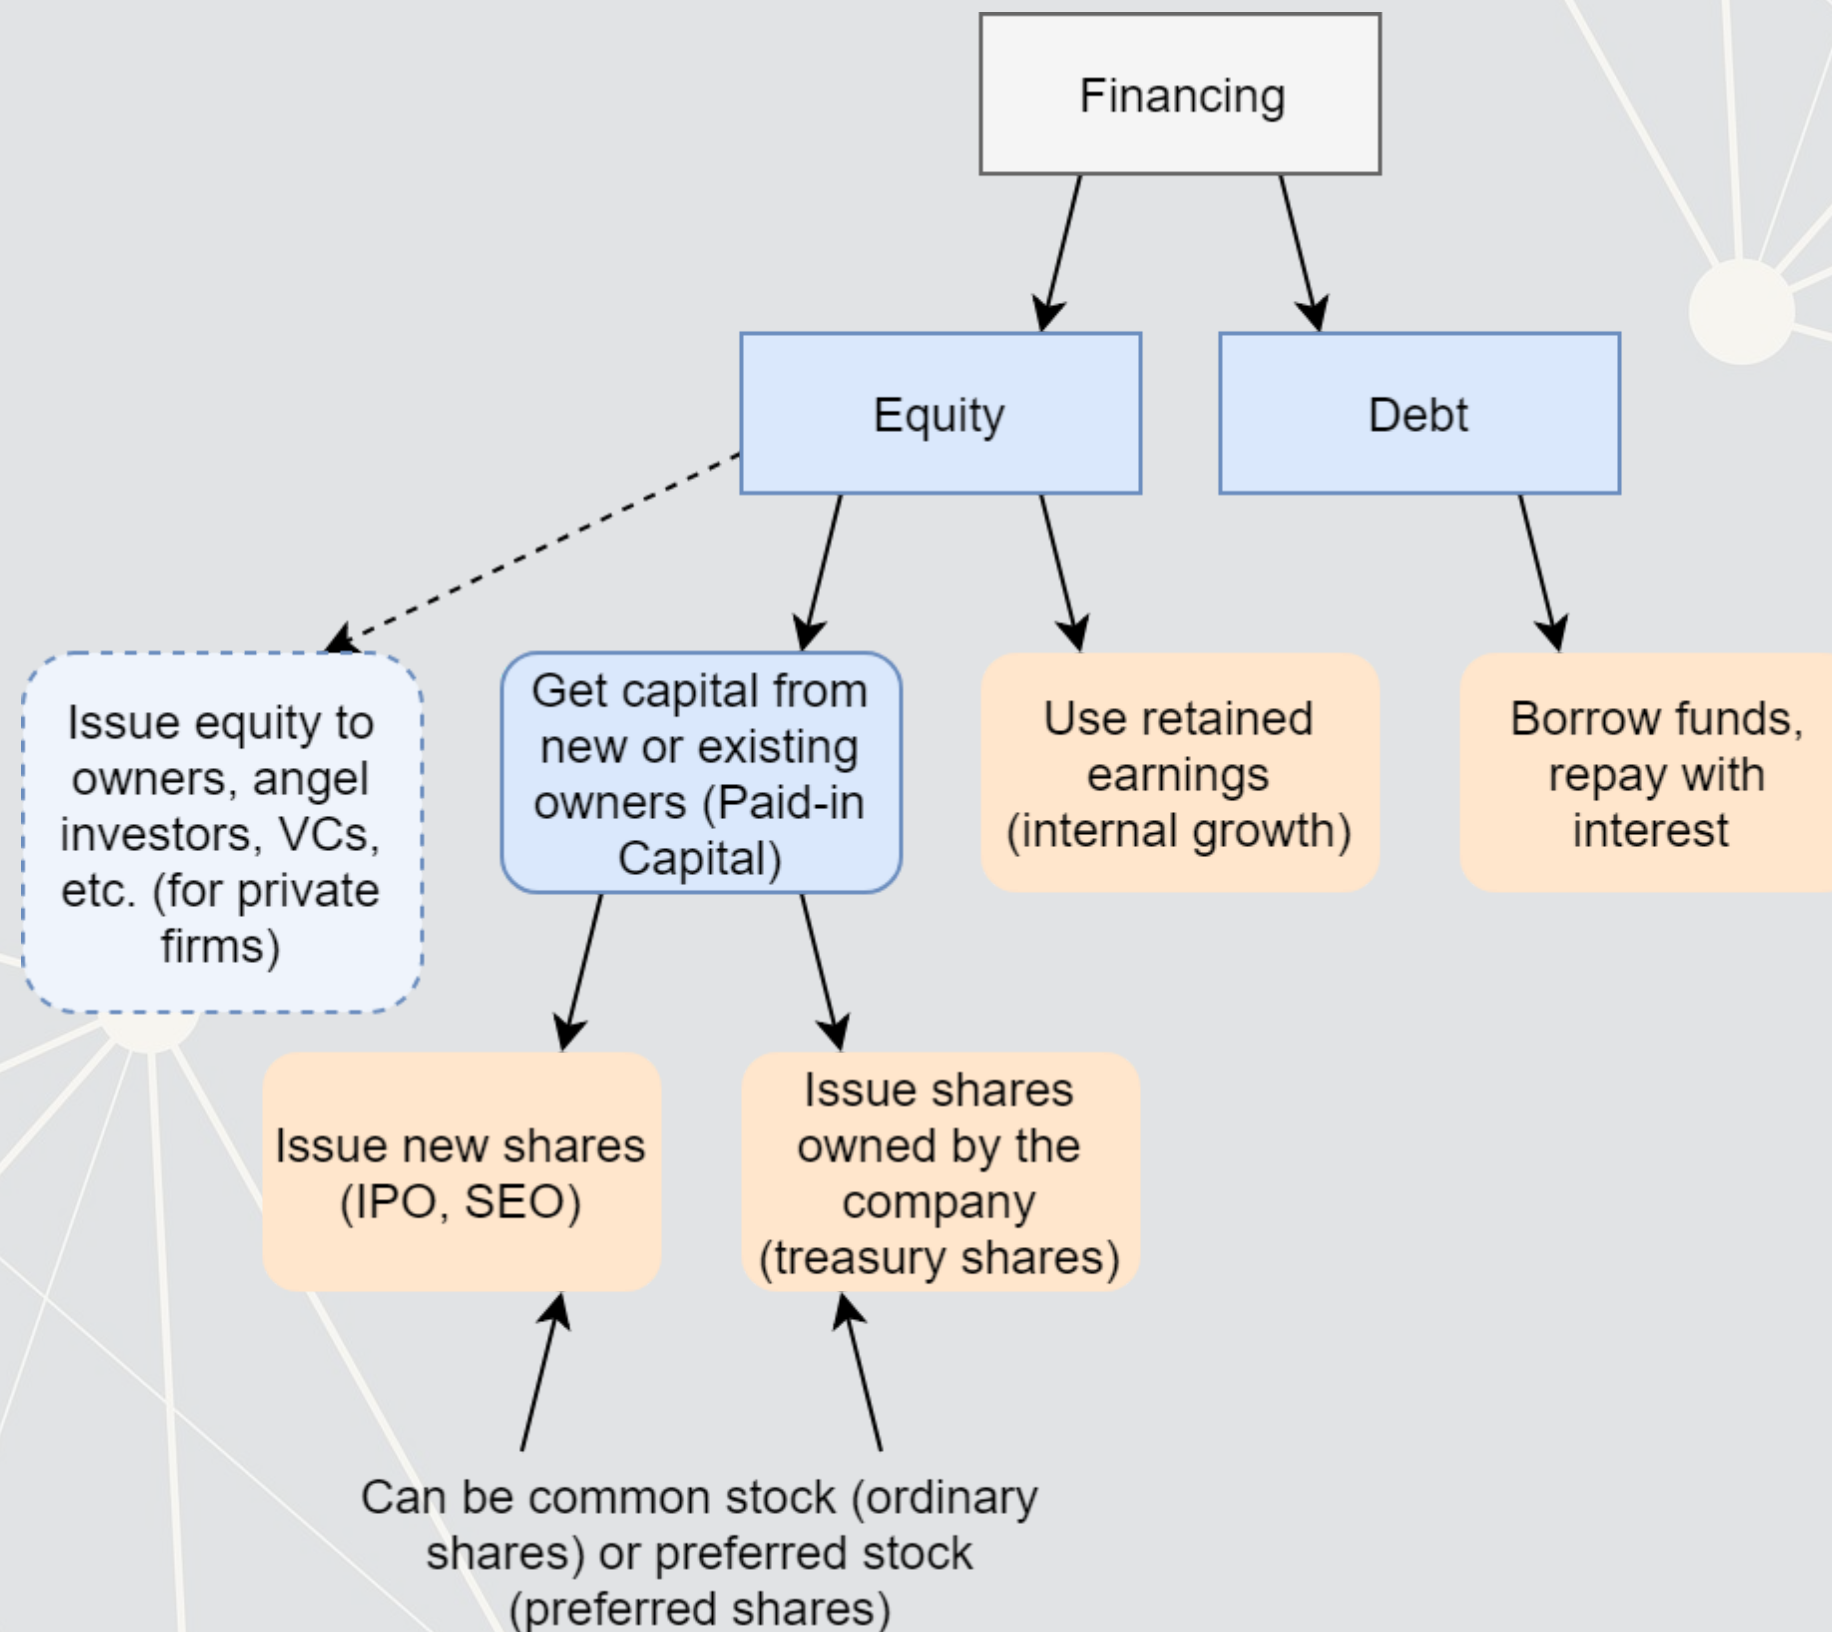 Financing
Equity
Debt
Issue equity to
owners, angel
investors, VCs,
etc. (for private
firms)
Get capital from
new or existing
owners (Paid-in
Capital)
Use retained
earnings
(internal growth)
Borrow funds,
repay with
interest
Issue new shares
(IPO, SEO)
Issue shares
owned by the
company
(treasury shares)
Can be common stock (ordinary
shares) or preferred stock
(preferred shares)